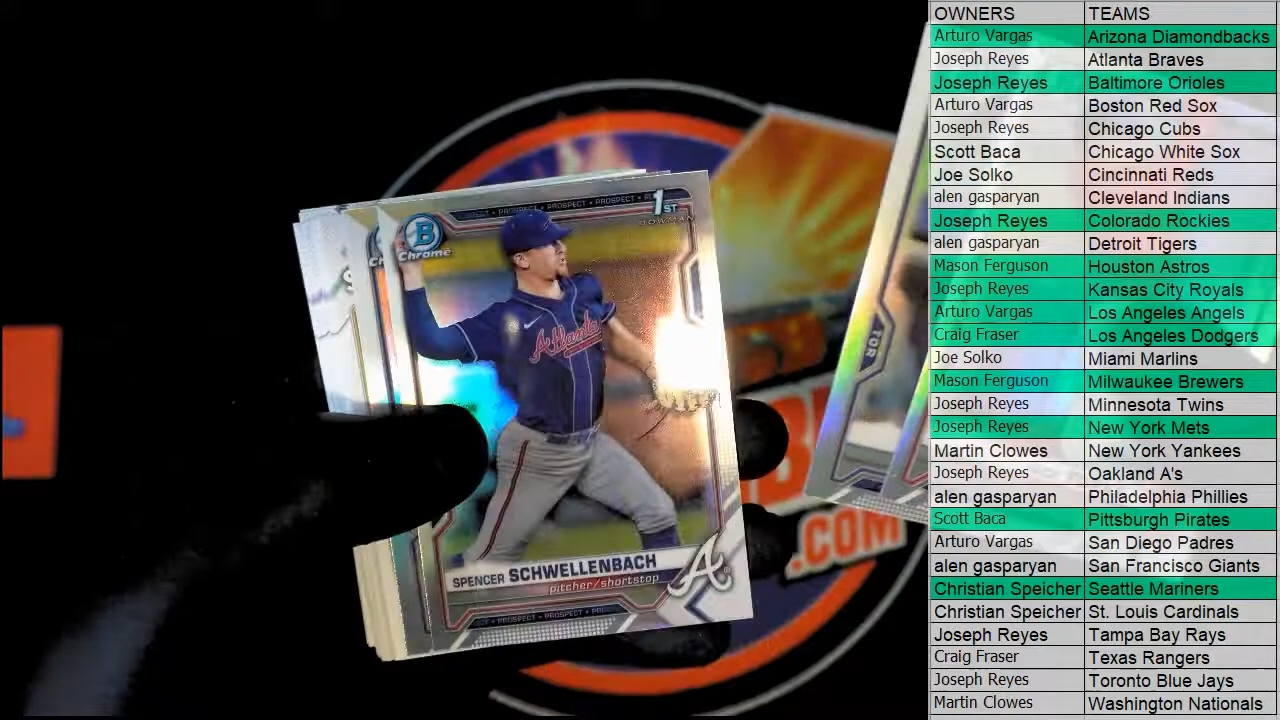 OWNERS TEAMS
Arturo Vargas Arizona Diamondbacks
Joseph Reyes Atlanta Braves
Joseph Reyes Baltimore Orioles
Arturo Vargas Boston Red Sox
Joseph Reyes Chicago Cubs
Scott Baca Chicago White Sox
Joe Solko Cincinnati Reds
alen gasparyan Cleveland Indians
Joseph Reyes Colorado Rockies
alen gasparyan Detroit Tigers
Mason Ferguson Houston Astros
Joseph Reyes Kansas City Royals
Arturo Vargas Los Angeles Angels
Craig Fraser Los Angeles Dodgers
Joe Solko Miami Marlins
Mason Ferguson Milwaukee Brewers
Joseph Reyes Minnesota Twins
Joseph Reyes New York Mets
Martin Clowes New York Yankees
Joseph Reyes Oakland A's
alen gasparyan Philadelphia Phillies
Scott Baca Pittsburgh Pirates
Arturo Vargas San Diego Padres
alen gasparyan San Francisco Giants
Christian Speicher Seattle Mariners
Christian Speicher St. Louis Cardinals
Joseph Reyes Tampa Bay Rays
Craig Fraser Texas Rangers
Joseph Reyes Toronto Blue Jays
Martin Clowes Washington Nationals
PROSPECT • PROSPECT • PROSPECT
1ST
BOWMAN
B
Chrome
Atlanta
SPENCER SCHWELLENBACH
pitcher/shortstop
A
PROSPECT • PROSPECT
TOR
.COM